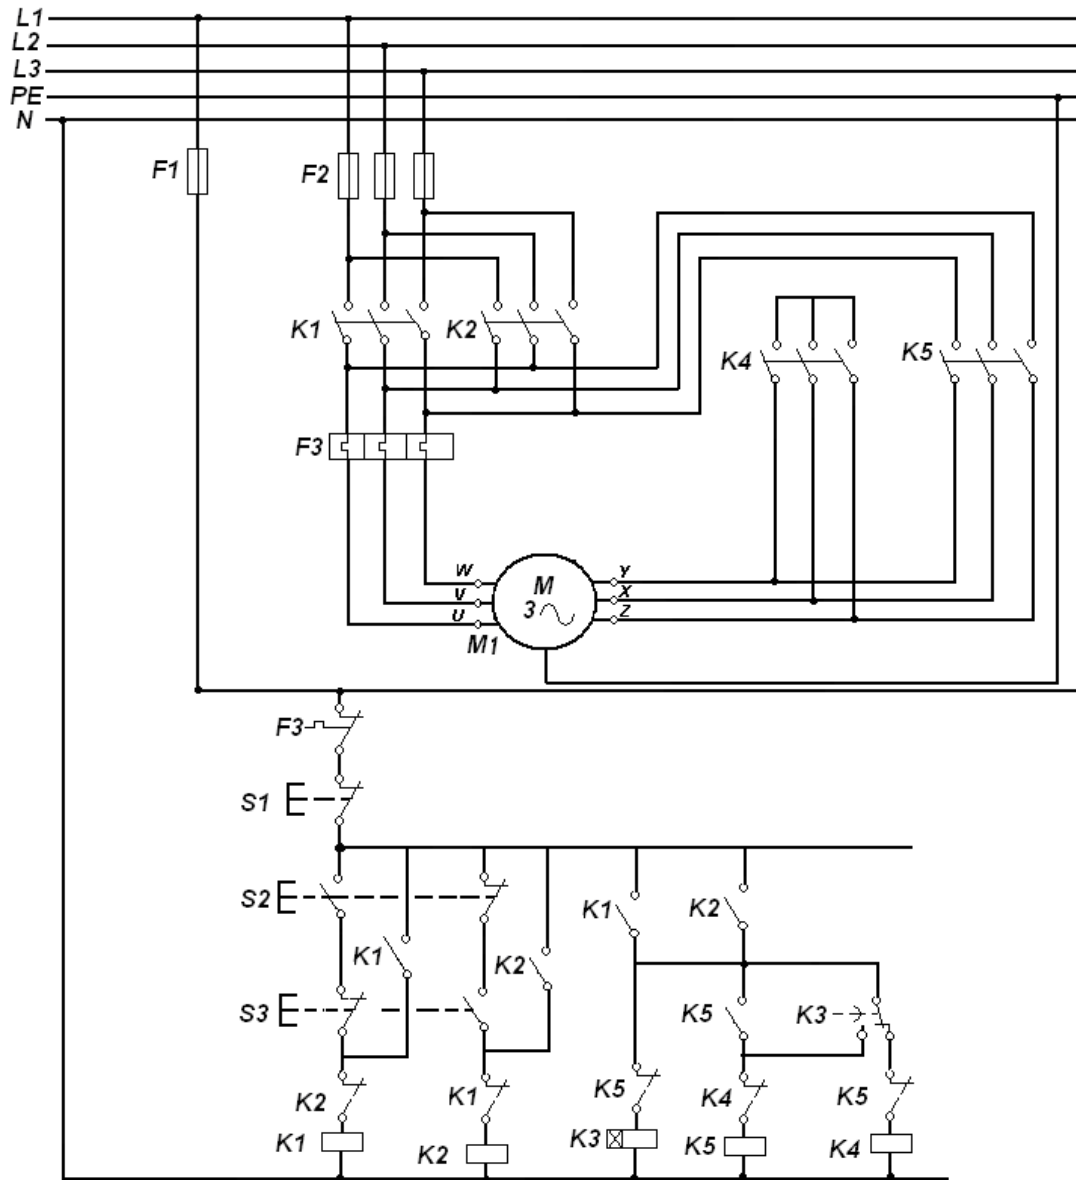 L1
L2
L3
PE
N
F1 F2
K1 K2 K4 K5
F3
W M Y
V 3 X
U M1 Z
F3
S1
S2 K1 K2
K1 K2
S3 K5 K3
K2 K1 K5 K4 K5
K1 K2 K3 K5 K4